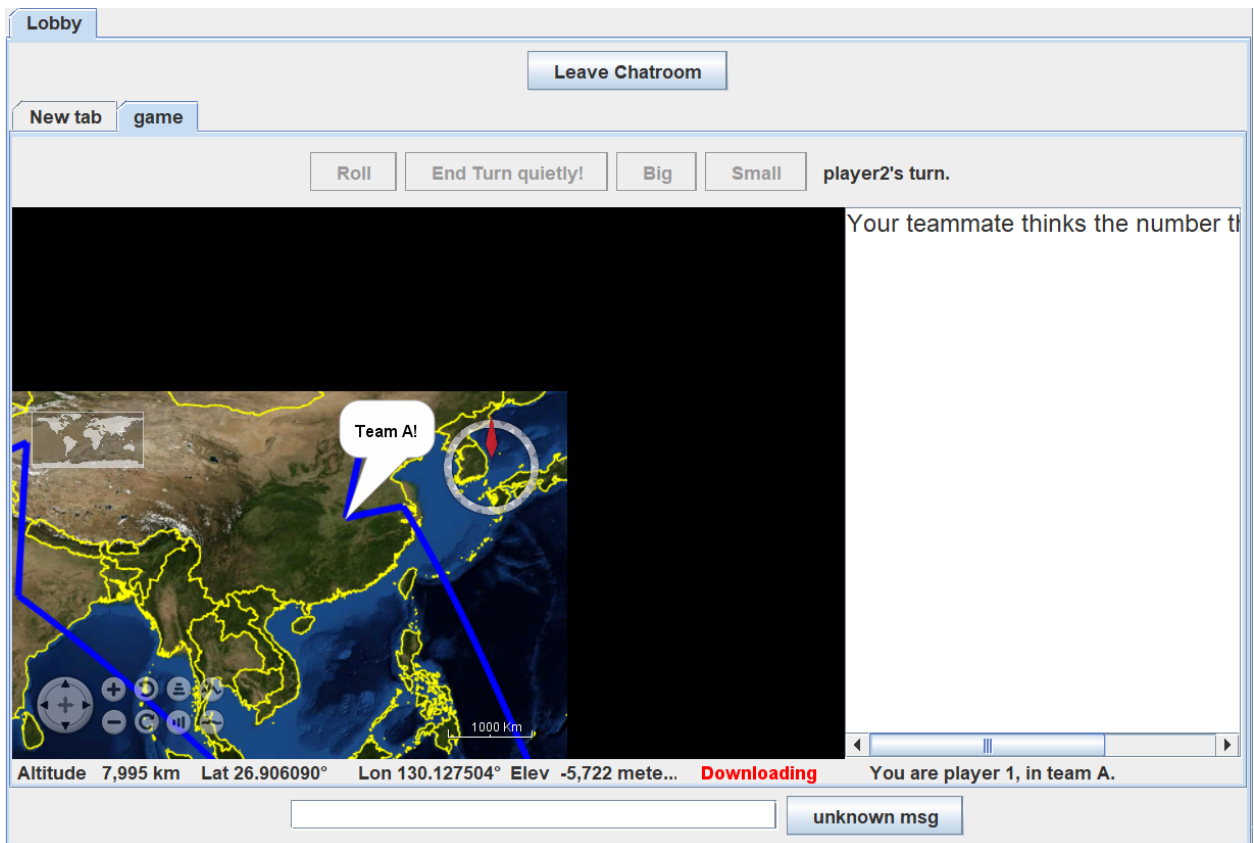 Lobby
Leave Chatroom
New tab game
Roll End Turn quietly! Big Small player2's turn.
Your teammate thinks the number
Team A!
1000 Km
Altitude 7,995 km Lat 26.906090° Lon 130.127504° Elev -5,722 mete... Downloading You are player 1, in team A.
unknown msg